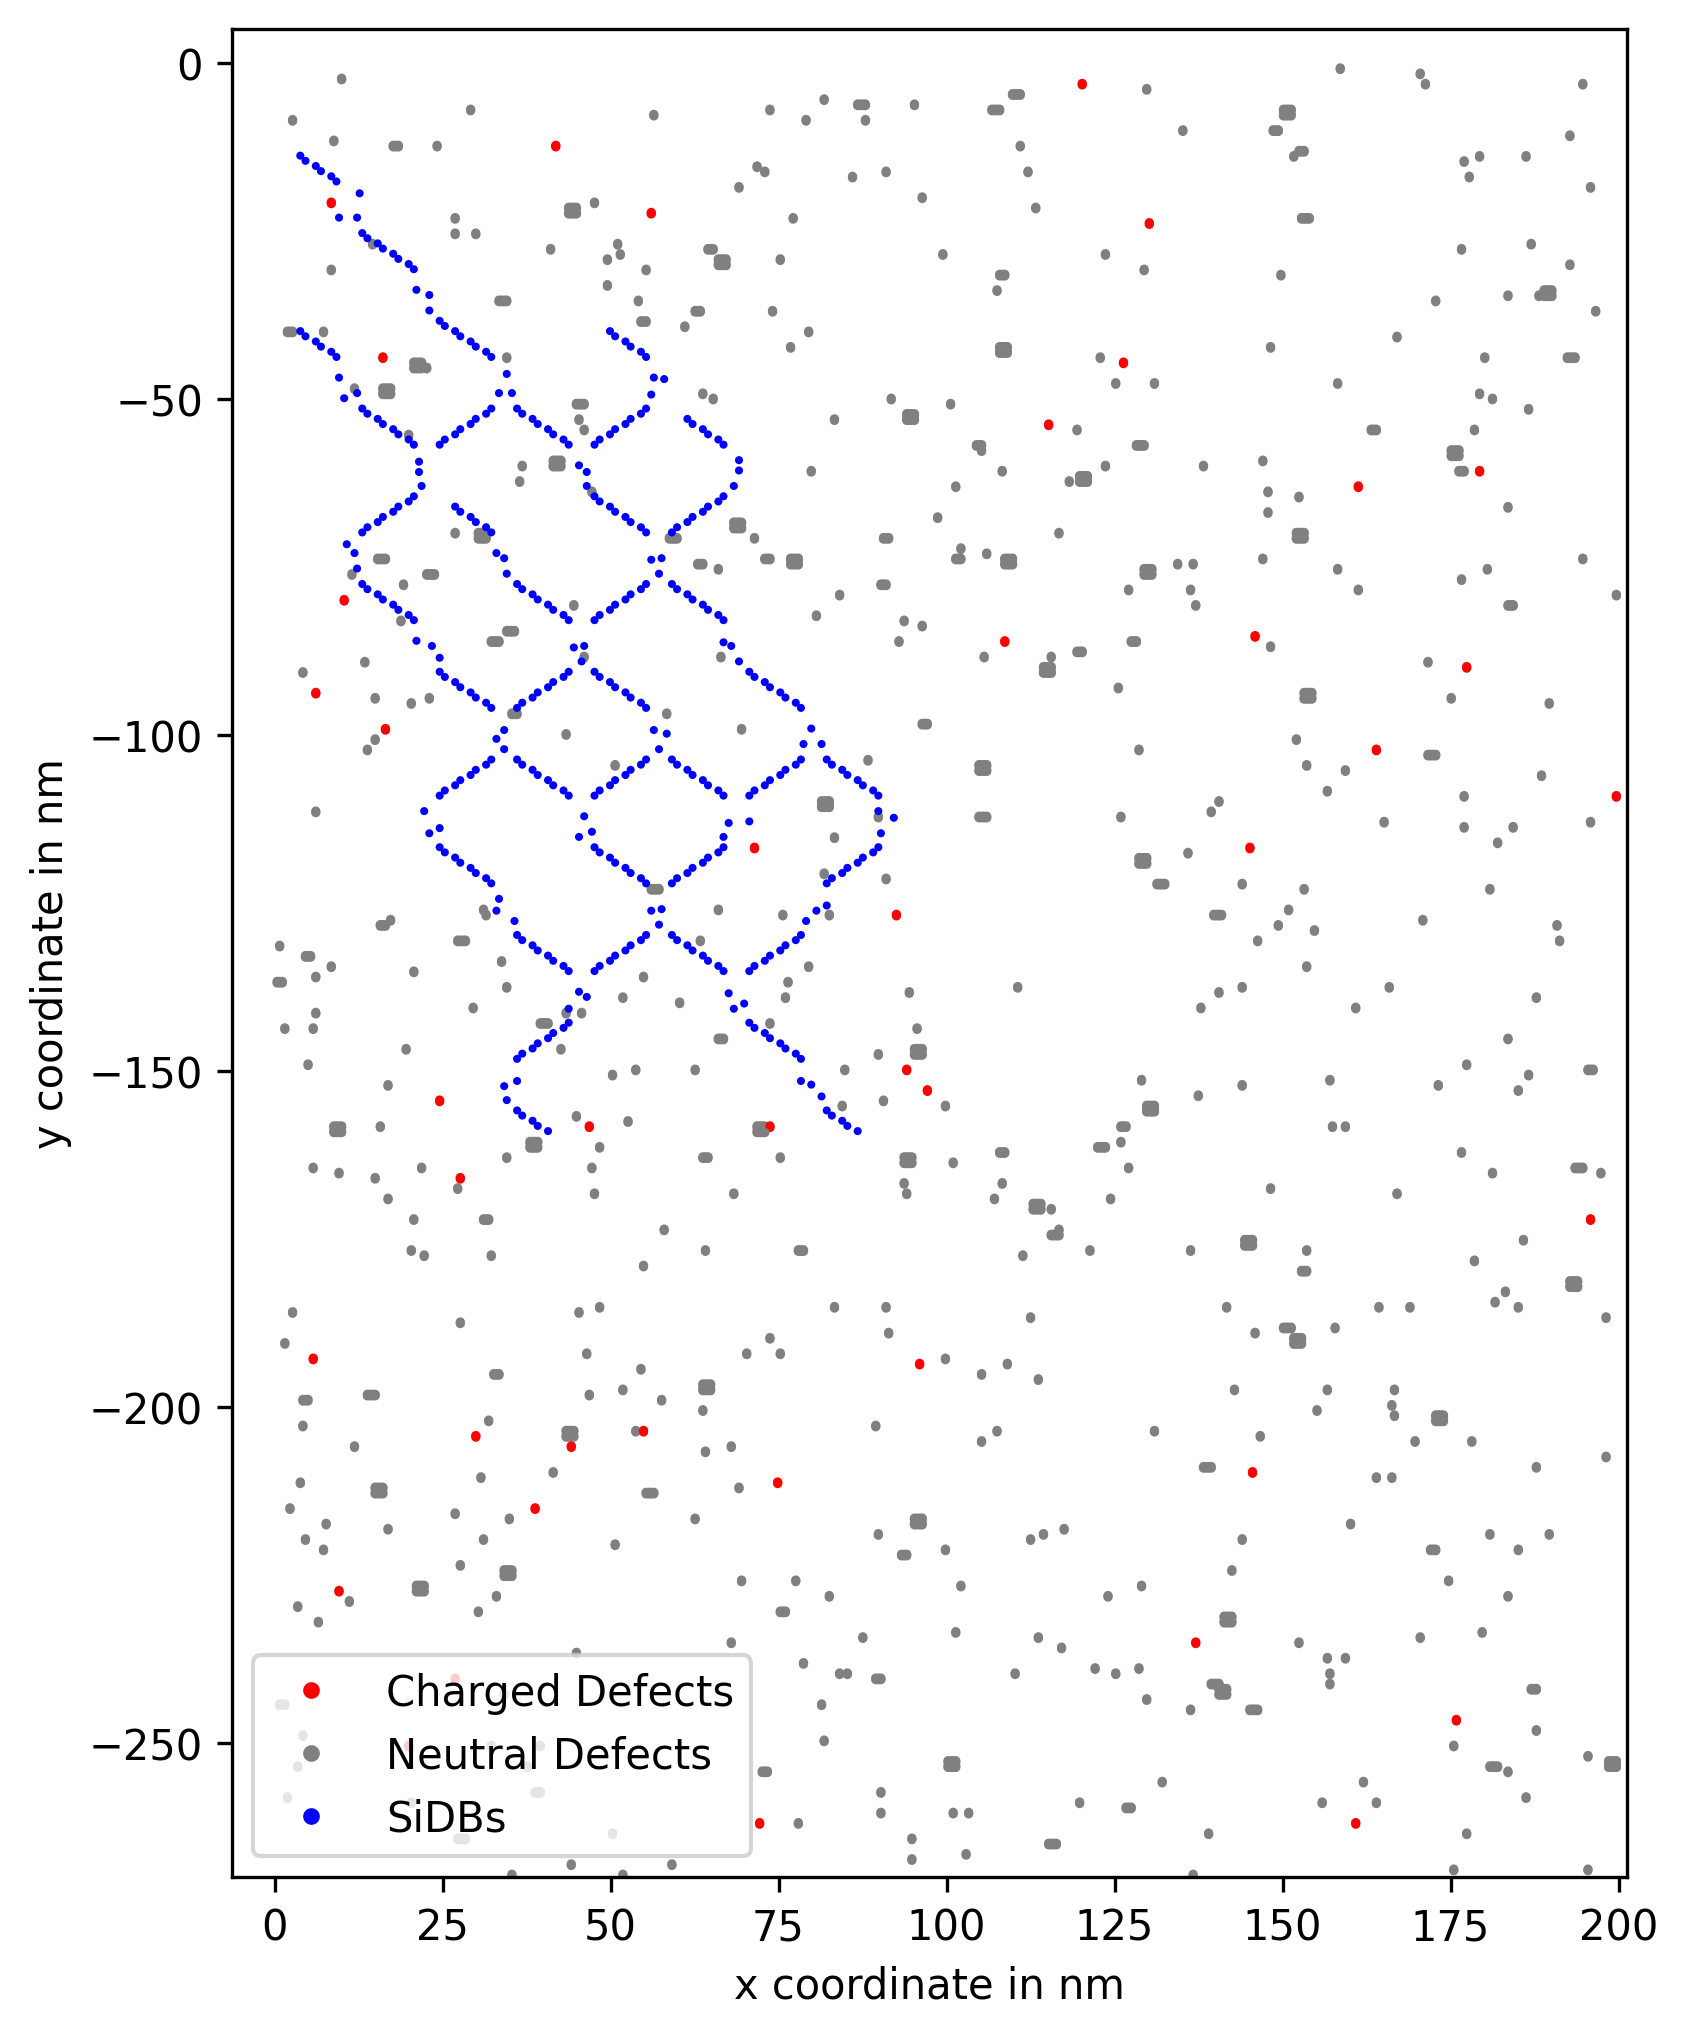 0
−50
−100
−150
−200
−250
y coordinate in nm
Charged Defects
Neutral Defects
SiDBs
0 25 50 75 100 125 150 175 200
x coordinate in nm